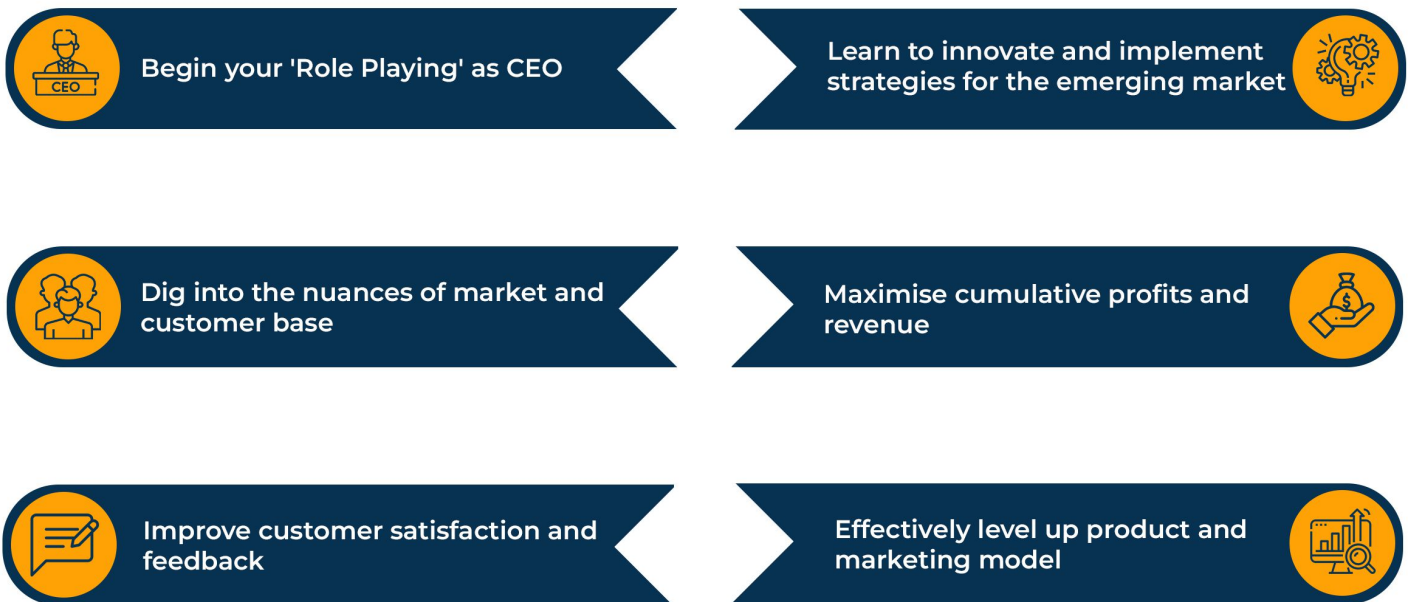 CEO
Begin your 'Role Playing' as CEO
Learn to innovate and implement
strategies for the emerging market
Dig into the nuances of market and
customer base
Maximise cumulative profits and
revenue
$
Improve customer satisfaction and
feedback
Effectively level up product and
marketing model